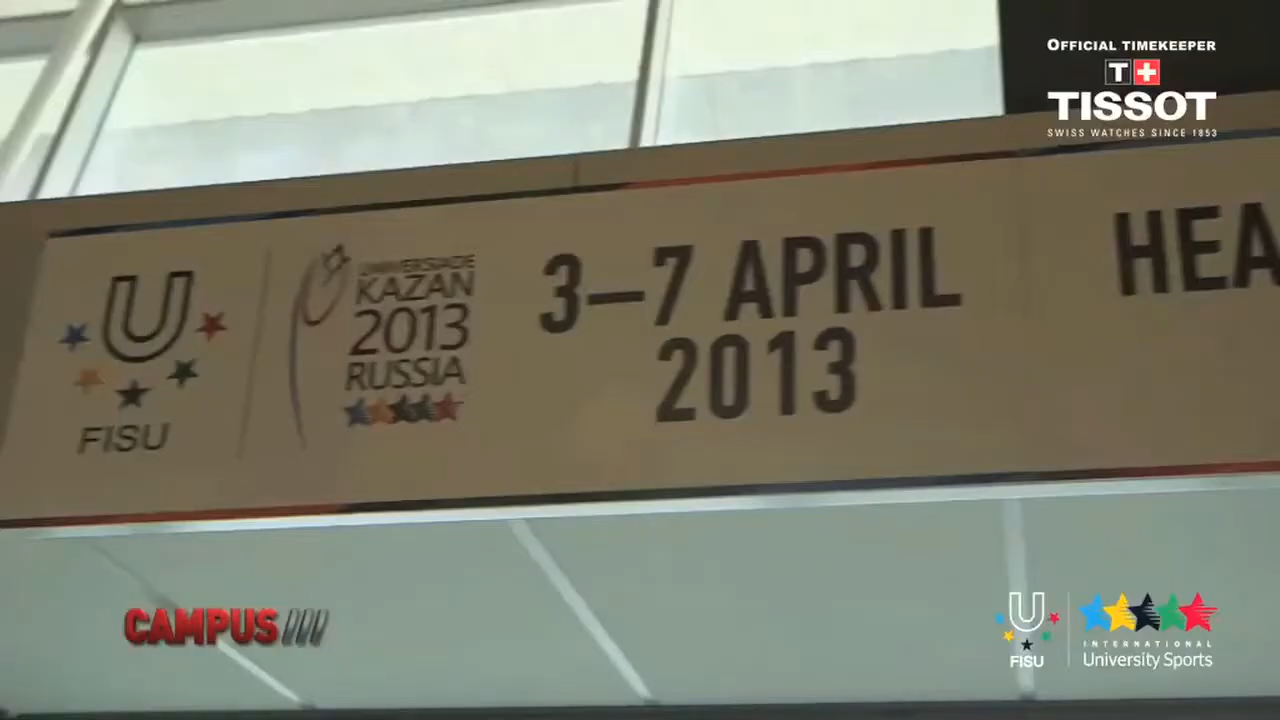 OFFICIAL TIMEKEEPER
T+
TISSOT
SWISS WATCHES SINCE 1853
U
FISU
UNIVERSIADE
KAZAN
2013
RUSSIA
3–7 APRIL
2013
CAMPUS
U
FISU
INTERNATIONAL
University Sports